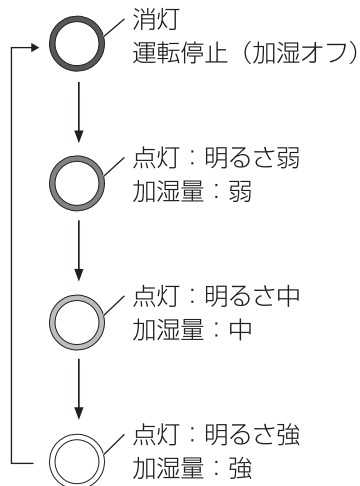 消灯
運転停止（加湿オフ）
点灯：明るさ弱
加湿量：弱
点灯：明るさ中
加湿量：中
点灯：明るさ強
加湿量：強